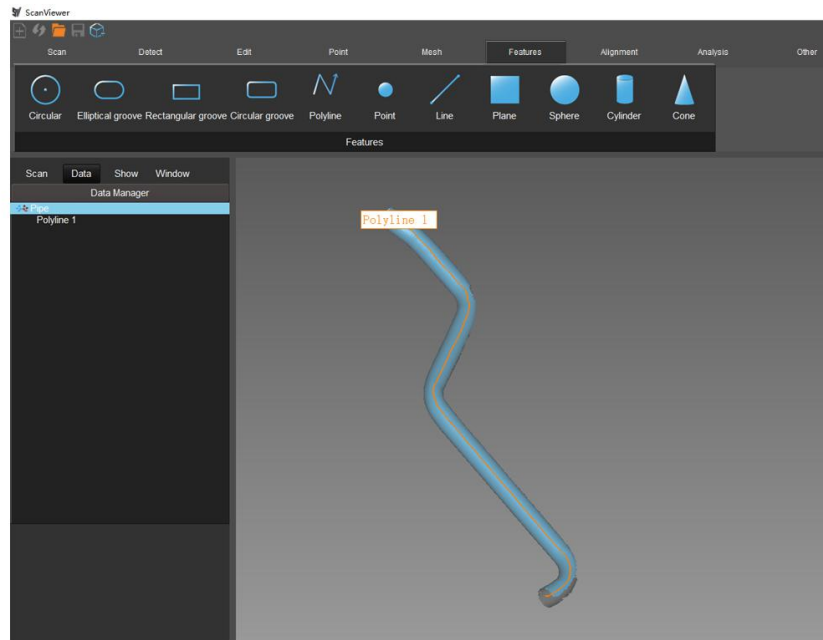 ScanViewer
Scan Detect Edit Point Mesh Features Alignment Analysis Other
Circular Elliptical groove Rectangular groove Circular groove Polyline Point Line Plane Sphere Cylinder Cone
Features
Scan Data Show Window
Data Manager
Pipe
Polyline 1
Polyline 1